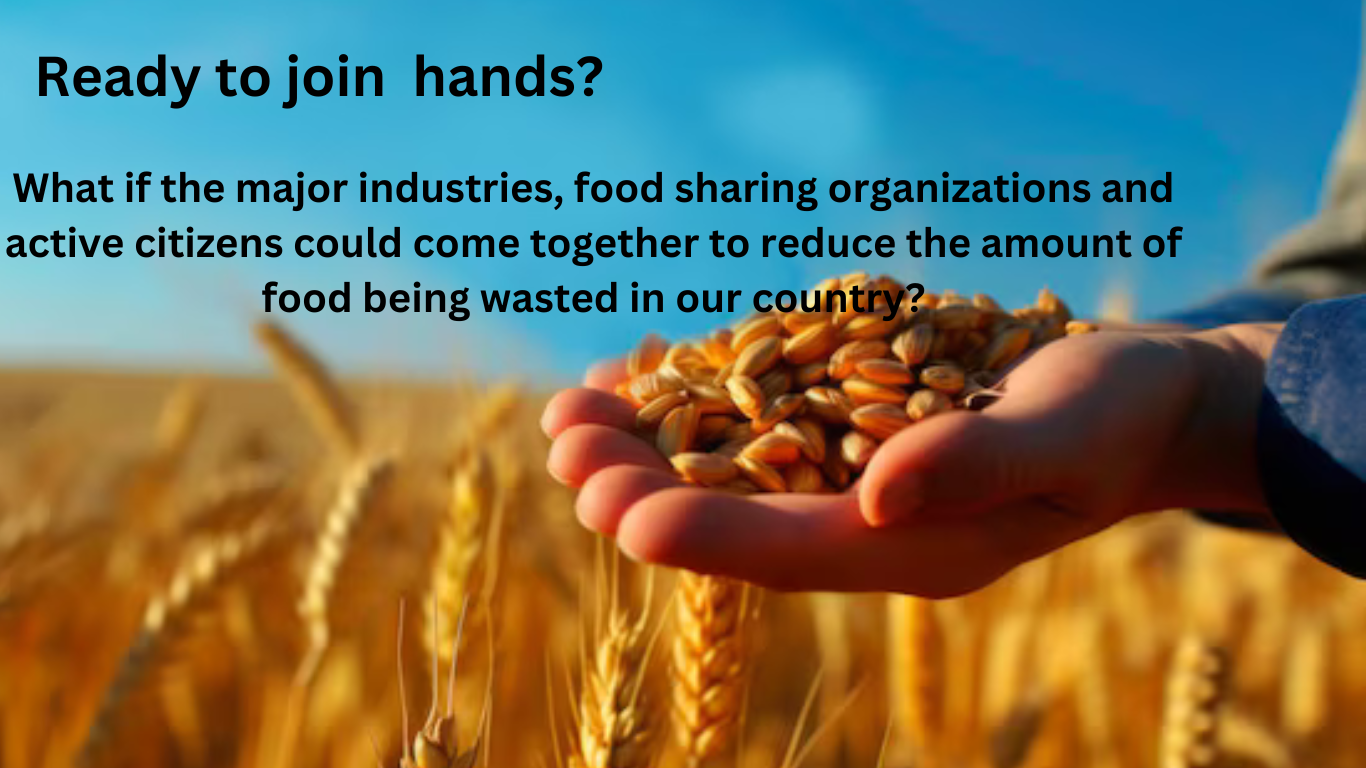 Ready to join  hands?
What if the major industries, food sharing organizations and
active citizens could come together to reduce the amount of
food being wasted in our country?